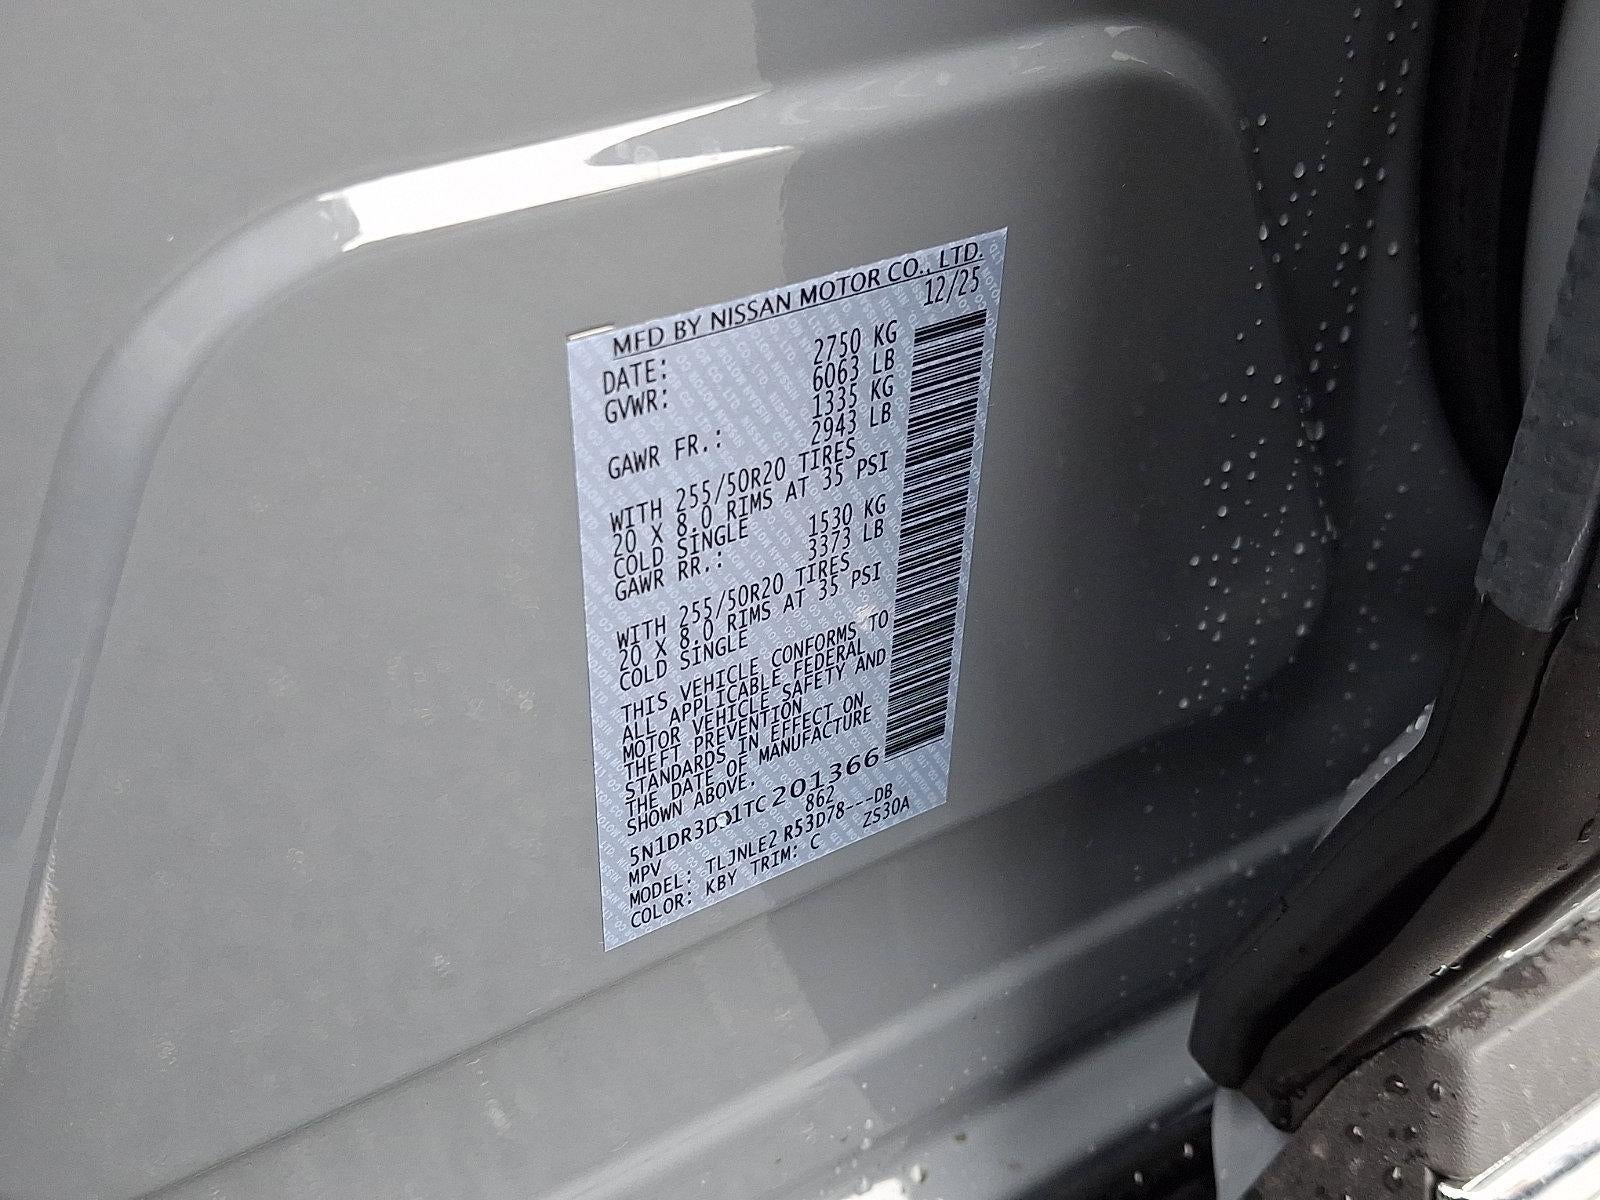 MFD BY NISSAN MOTOR CO., LTD.
DATE: 12/25
GVWR: 2750 KG
6063 LB
GAWR FR.: 1335 KG
2943 LB
WITH 255/50R20 TIRES
20 X 8.0 RIMS AT 35 PSI
COLD SINGLE
GAWR RR.: 1530 KG
3373 LB
WITH 255/50R20 TIRES
20 X 8.0 RIMS AT 35 PSI
COLD SINGLE
THIS VEHICLE CONFORMS TO
ALL APPLICABLE FEDERAL
MOTOR VEHICLE SAFETY AND
THEFT PREVENTION
STANDARDS IN EFFECT ON
THE DATE OF MANUFACTURE
SHOWN ABOVE.
MPV 862
MODEL: TLJNLE2 R53D78---DB
COLOR: KBY TRIM: C ZS30A